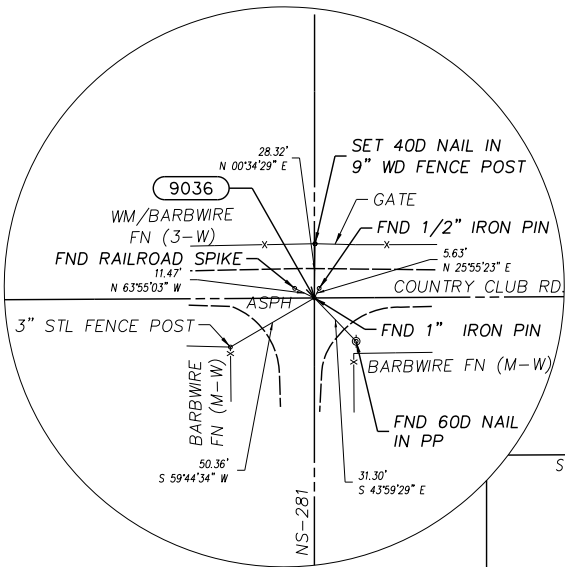 28.32'
N 00°34'29" E
SET 40D NAIL IN
9" WD FENCE POST
9036
GATE
WM/BARBWIRE
FN (3-W)
FND 1/2" IRON PIN
FND RAILROAD SPIKE
5.63'
N 25°55'23" E
11.47'
N 63°55'03" W
ASPH
COUNTRY CLUB RD.
3" STL FENCE POST
FND 1" IRON PIN
BARBWIRE FN (M-W)
BARBWIRE
FN (M-W)
FND 60D NAIL
IN PP
50.36'
S 59°44'34" W
31.30'
S 43°59'29" E
NS-281
S